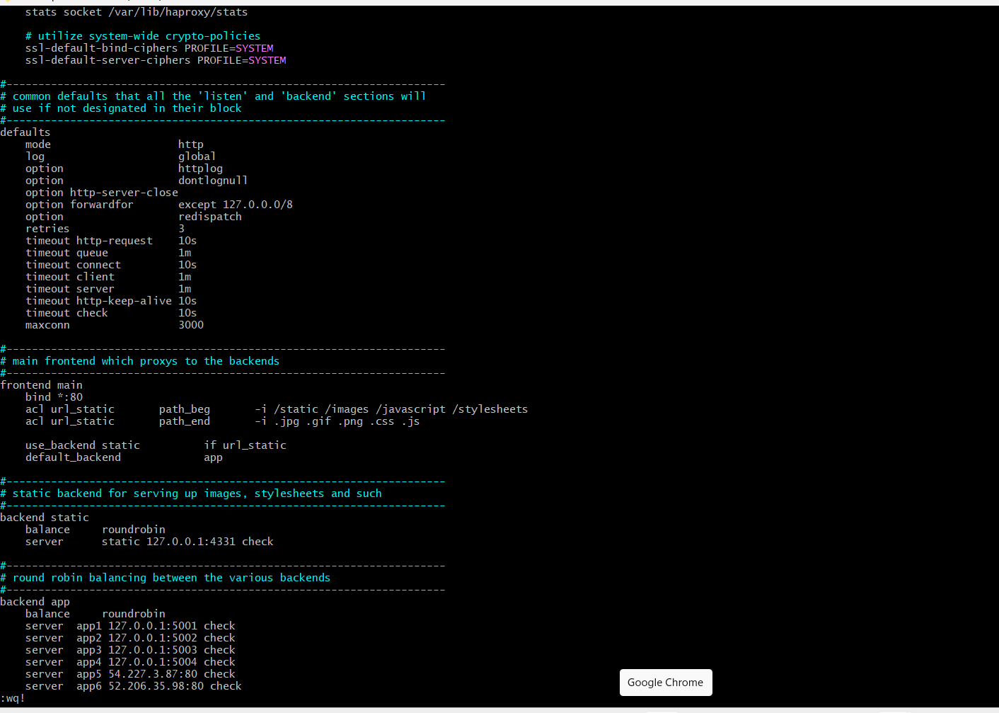 stats socket /var/lib/haproxy/stats
# utilize system-wide crypto-policies
ssl-default-bind-ciphers PROFILE=SYSTEM
ssl-default-server-ciphers PROFILE=SYSTEM
#---------------------------------------------------------------------
# common defaults that all the 'listen' and 'backend' sections will
# use if not designated in their block
#---------------------------------------------------------------------
defaults
    mode                    http
    log                     global
    option                  httplog
    option                  dontlognull
    option http-server-close
    option forwardfor       except 127.0.0.0/8
    option                  redispatch
    retries                 3
    timeout http-request    10s
    timeout queue           1m
    timeout connect         10s
    timeout client          1m
    timeout server          1m
    timeout http-keep-alive 10s
    timeout check           10s
    maxconn                 3000
#---------------------------------------------------------------------
# main frontend which proxys to the backends
#---------------------------------------------------------------------
frontend main
    bind *:80
    acl url_static       path_beg       -i /static /images /javascript /stylesheets
    acl url_static       path_end       -i .jpg .gif .png .css .js
    use_backend static          if url_static
    default_backend             app
#---------------------------------------------------------------------
# static backend for serving up images, stylesheets and such
#---------------------------------------------------------------------
backend static
    balance     roundrobin
    server      static 127.0.0.1:4331 check
#---------------------------------------------------------------------
# round robin balancing between the various backends
#---------------------------------------------------------------------
backend app
    balance     roundrobin
    server  app1 127.0.0.1:5001 check
    server  app2 127.0.0.1:5002 check
    server  app3 127.0.0.1:5003 check
    server  app4 127.0.0.1:5004 check
    server  app5 54.227.3.87:80 check
    server  app6 52.206.35.98:80 check
:wq!
Google Chrome